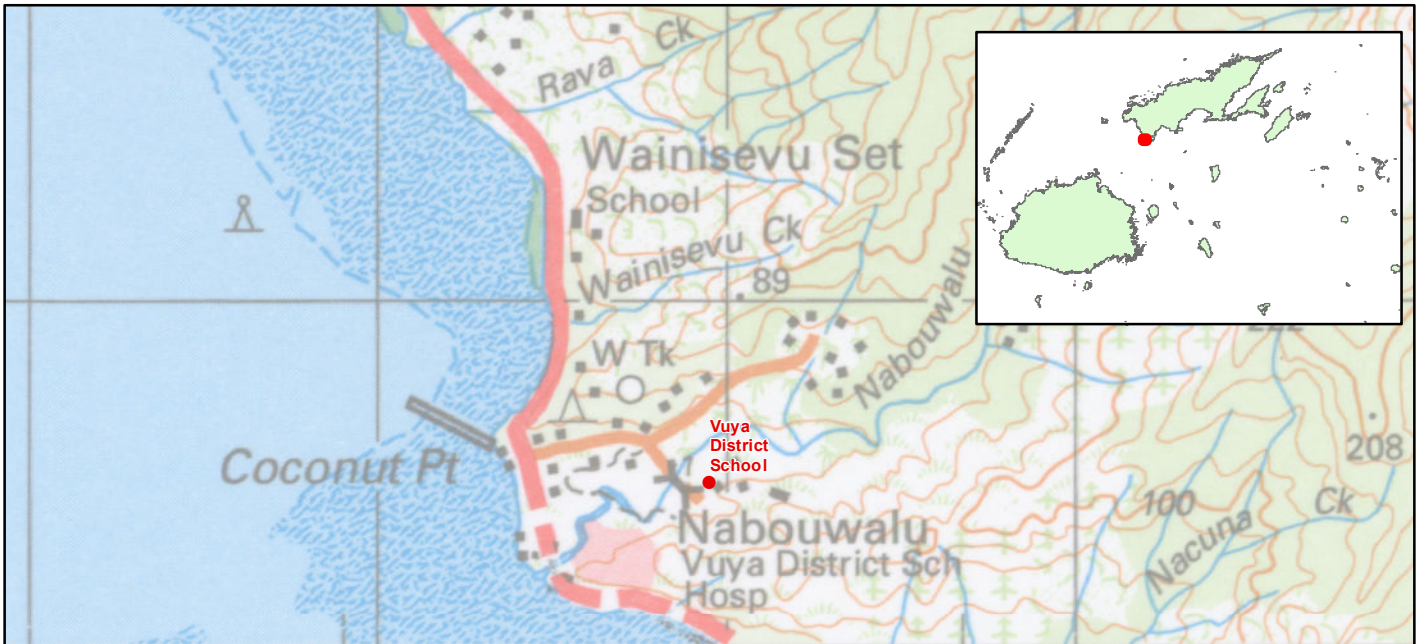 Rava Ck
Wainisevu Set
School
Wainisevu Ck
89
W Tk
Nabouwalu
Vuya
District
School
Coconut Pt
208
100
Nacuna Ck
Nabouwalu
Vuya District Sch
Hosp